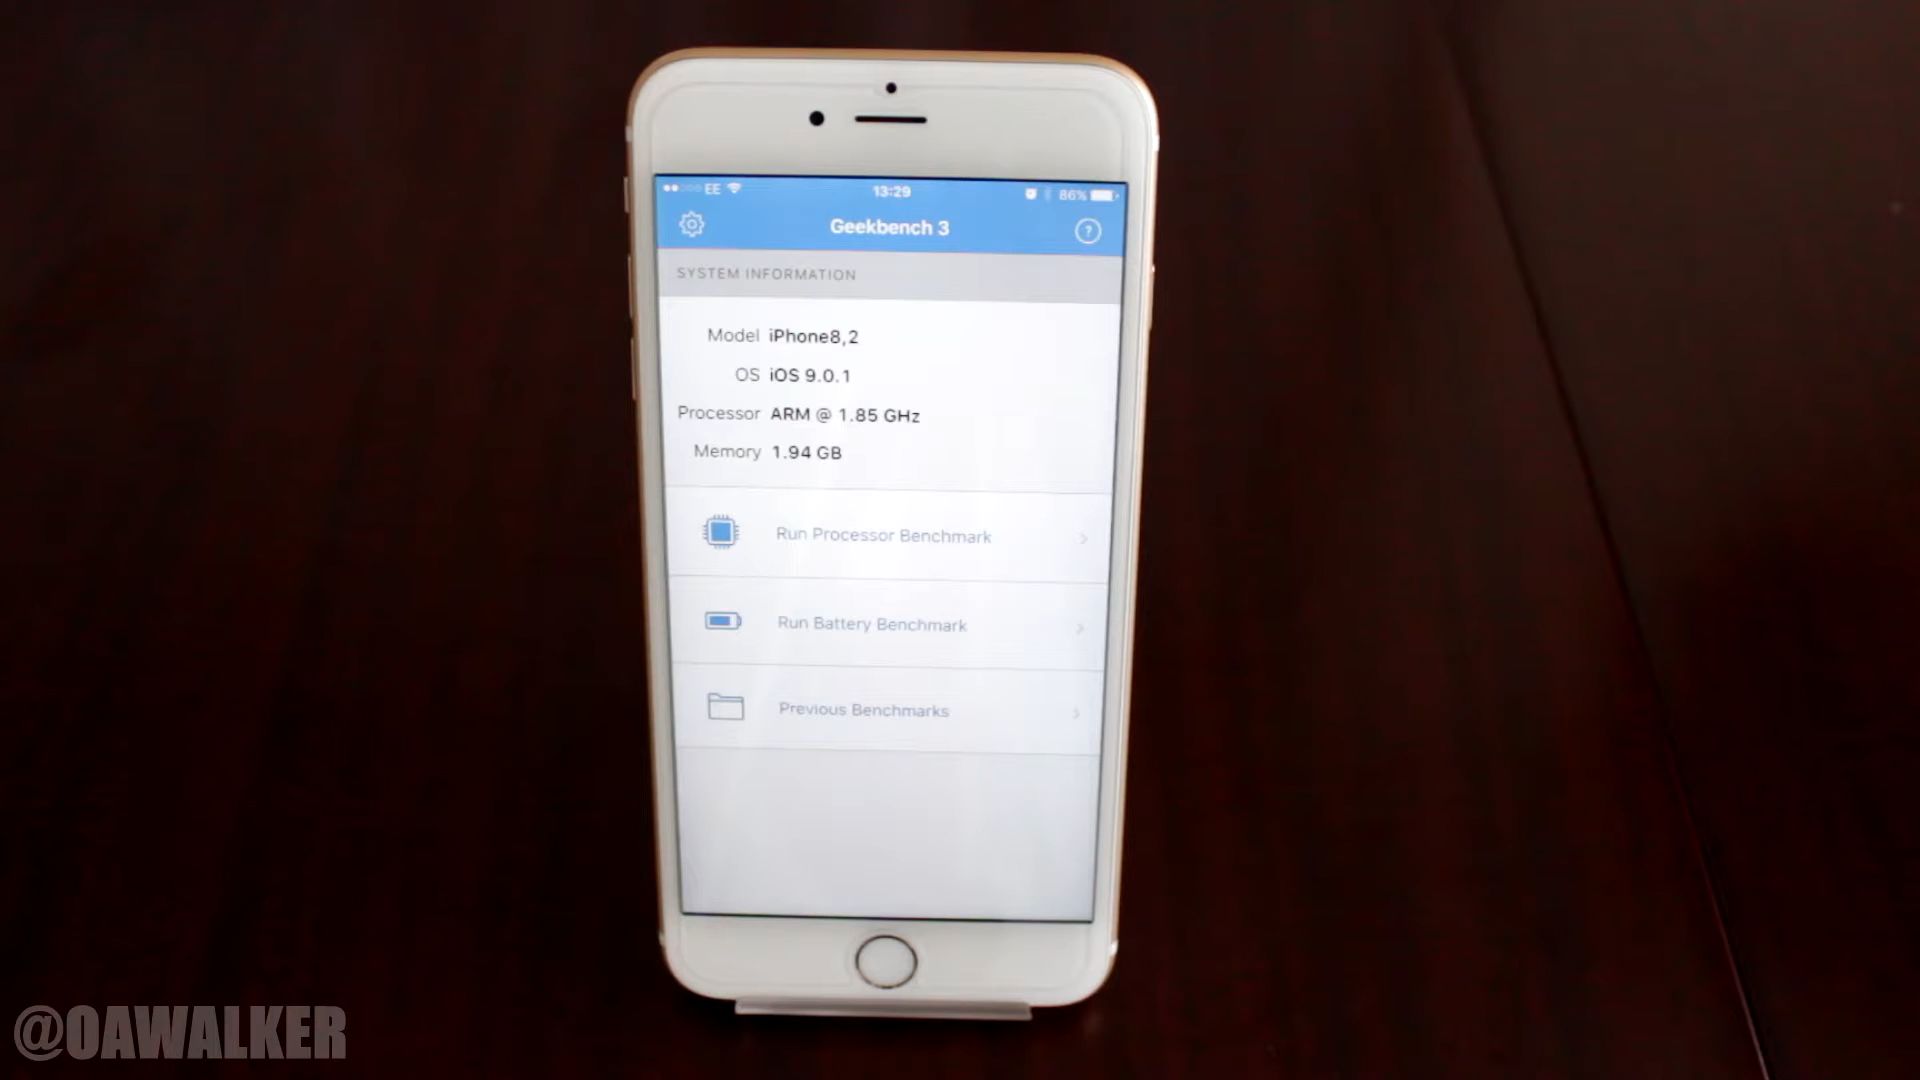 EE 13:29 86%
Geekbench 3 ?
SYSTEM INFORMATION
Model iPhone8,2
OS iOS 9.0.1
Processor ARM @ 1.85 GHz
Memory 1.94 GB
Run Processor Benchmark
Run Battery Benchmark
Previous Benchmarks
@OAWALKER